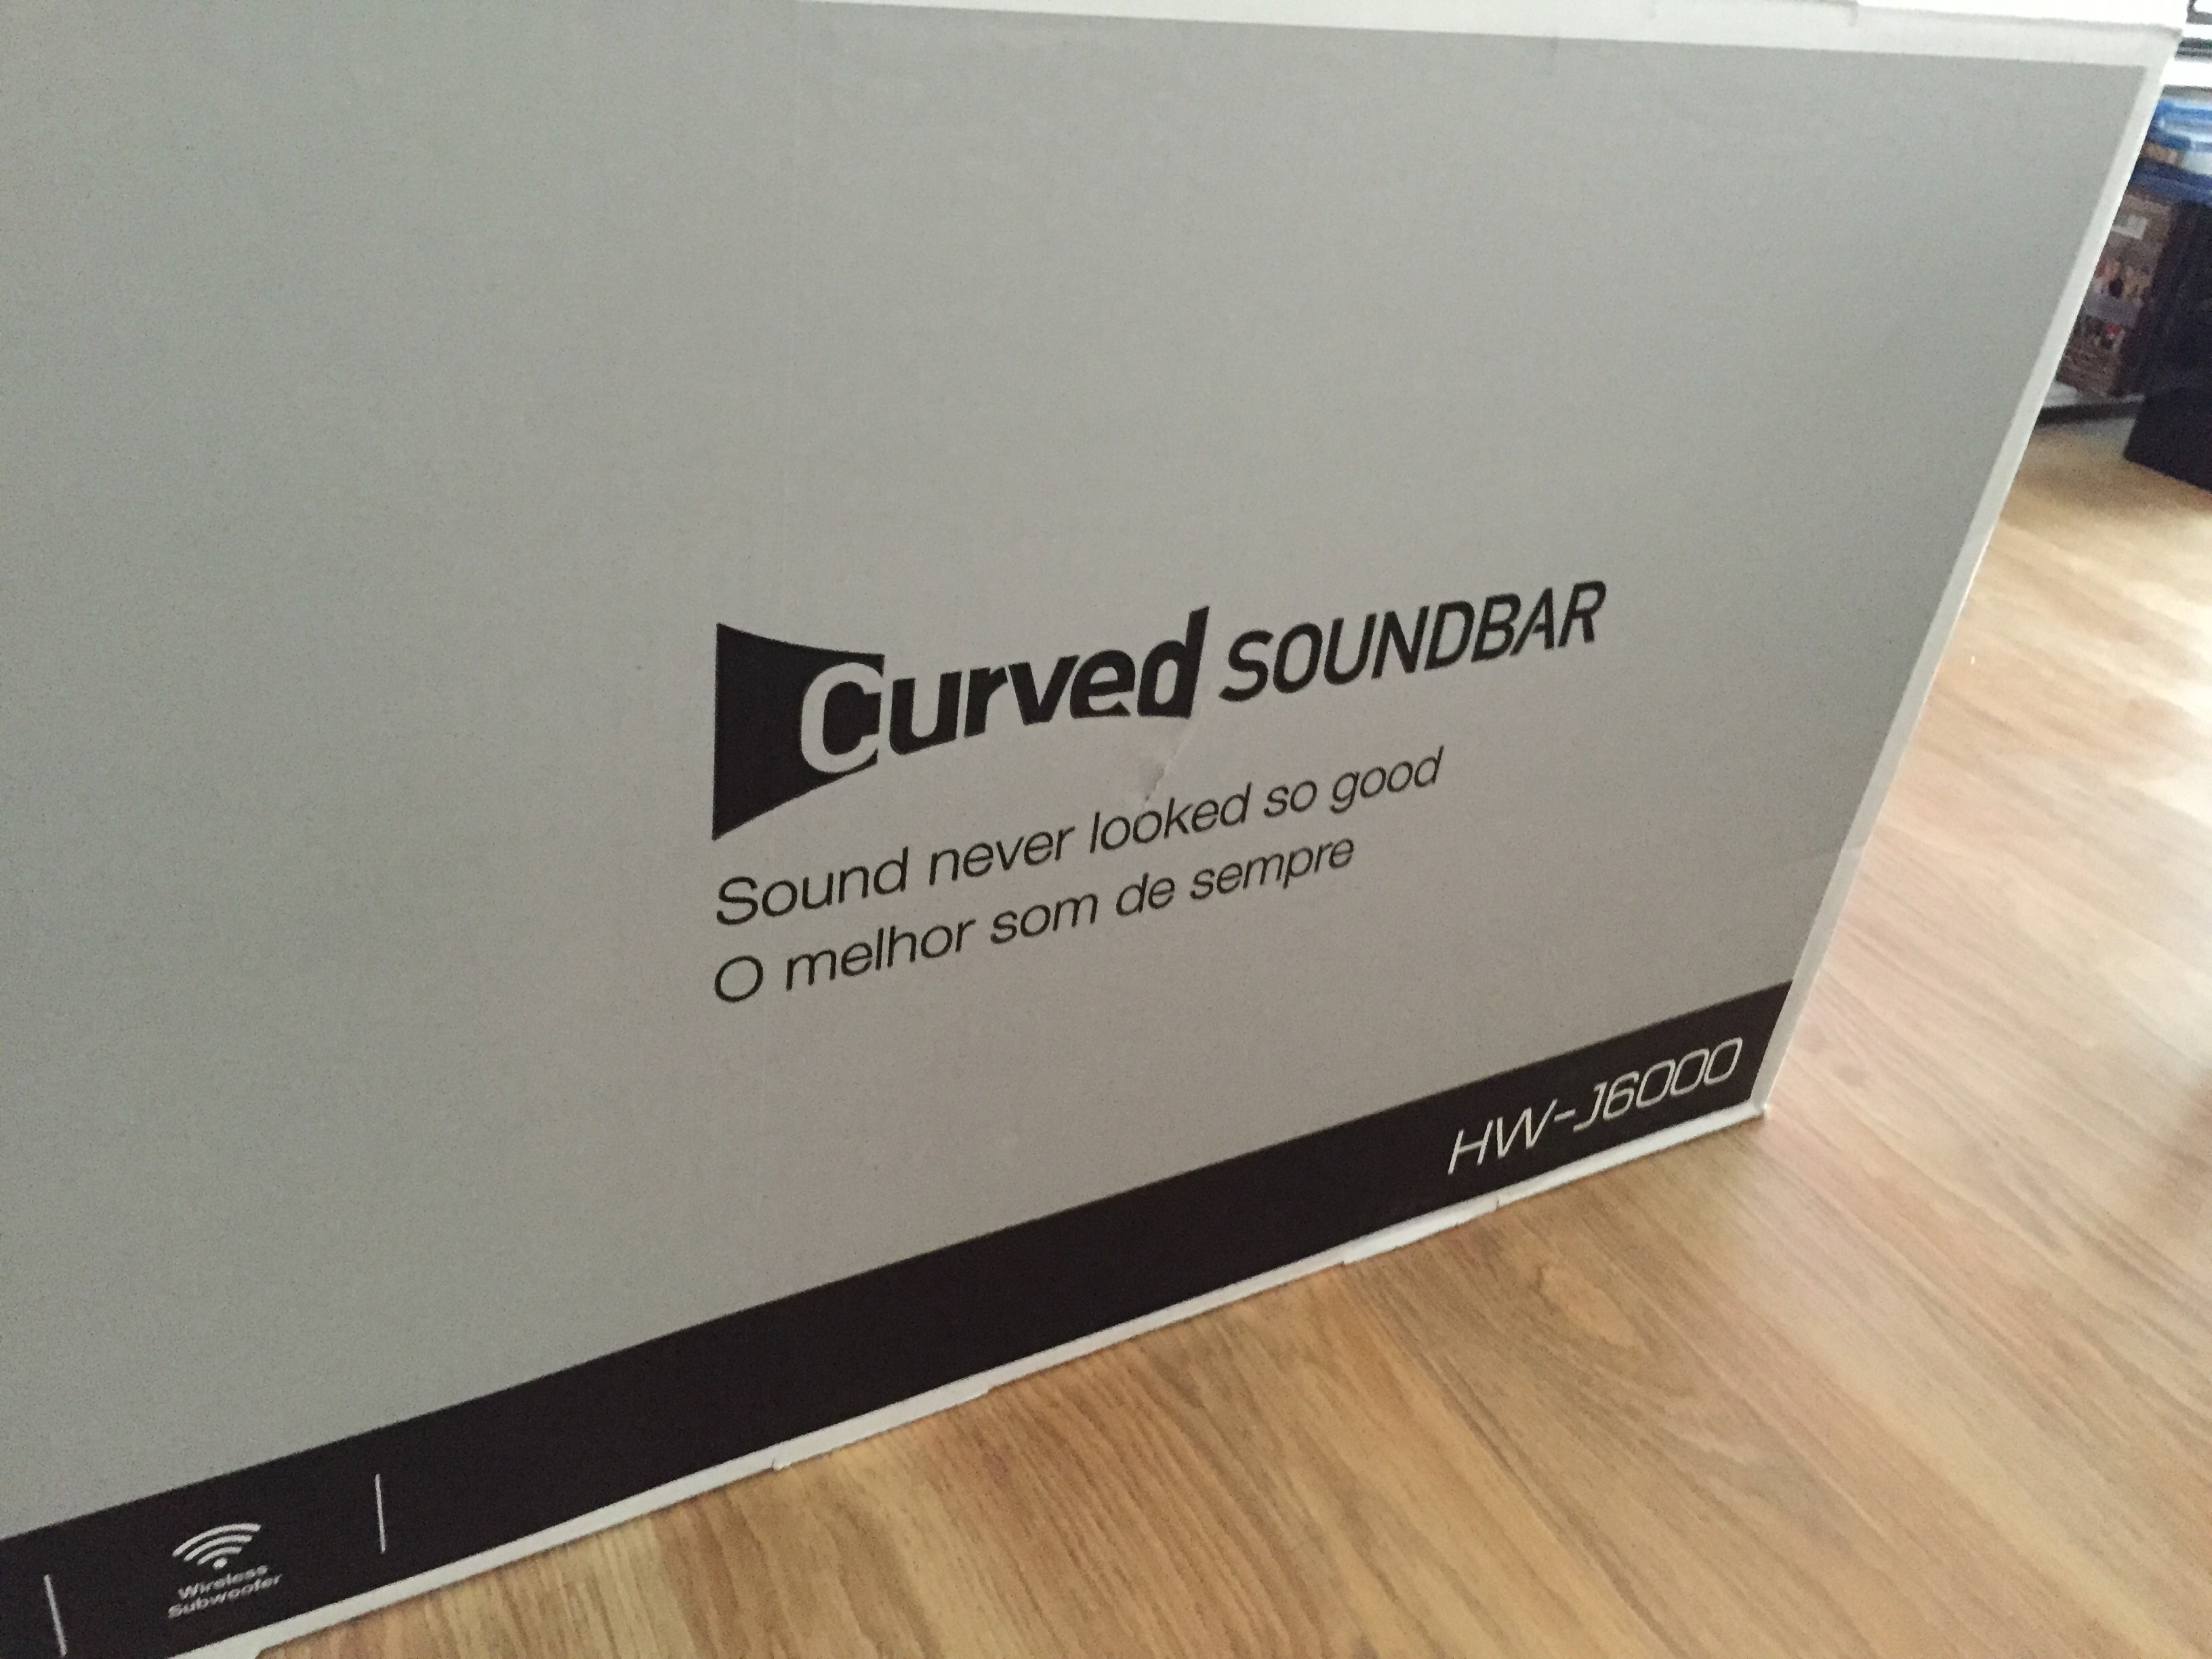 Curved SOUNDBAR
Sound never looked so good
O melhor som de sempre
HW-J6000
Wireless
Subwoofer